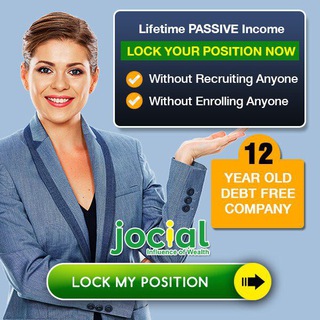 Lifetime PASSIVE Income
LOCK YOUR POSITION NOW
Without Recruiting Anyone
Without Enrolling Anyone
12
YEAR OLD
DEBT FREE
COMPANY
jocial
Influence of Wealth
LOCK MY POSITION